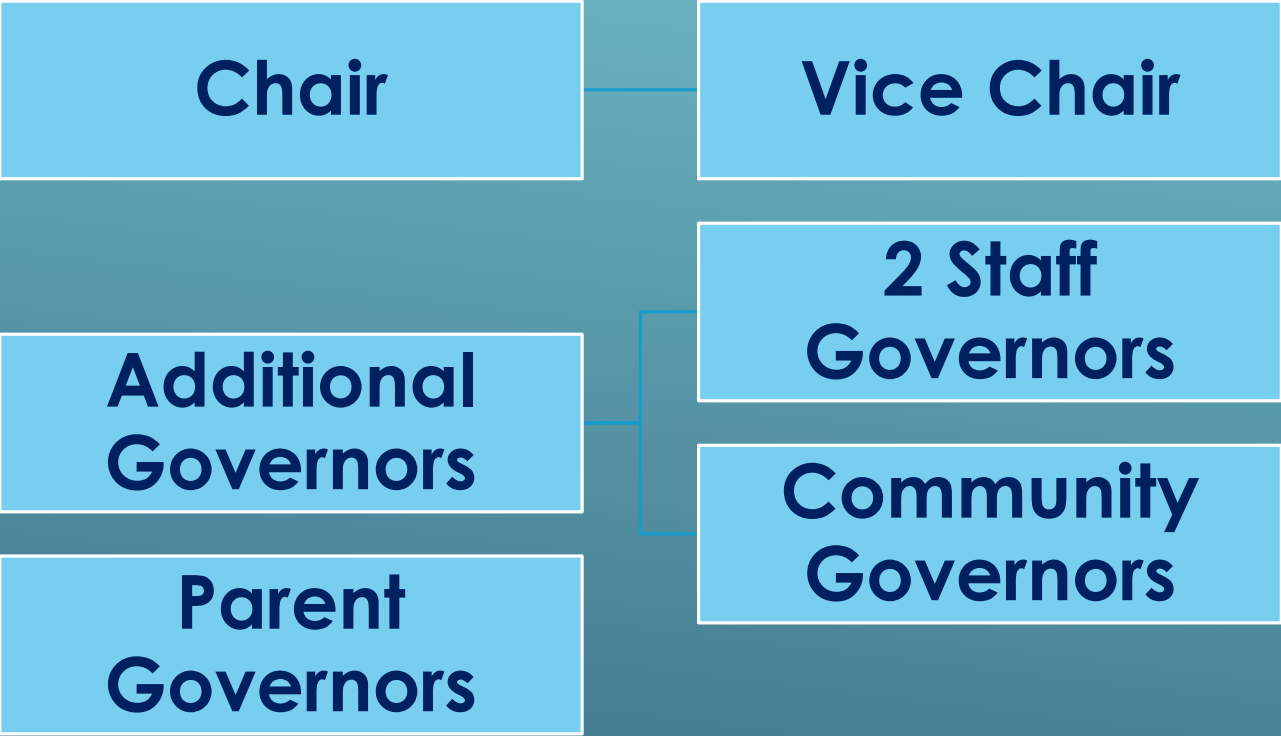 Chair
Vice Chair
Additional
Governors
2 Staff
Governors
Community
Governors
Parent
Governors